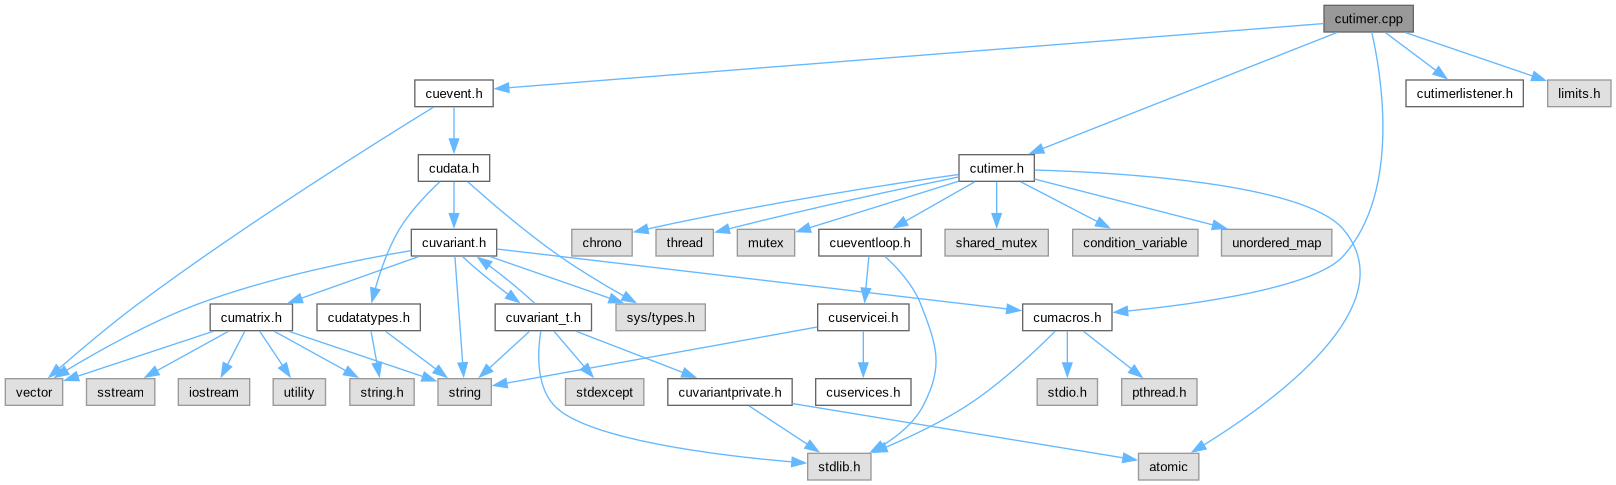 cutimer.cpp
cuevent.h
cutimerlistener.h
limits.h
cudata.h
cutimer.h
cuvariant.h
chrono
thread
mutex
cueventloop.h
shared_mutex
condition_variable
unordered_map
cumatrix.h
cudatatypes.h
cuvariant_t.h
sys/types.h
cuservicei.h
cumacros.h
vector
sstream
iostream
utility
string.h
string
stdexcept
cuvariantprivate.h
cuservices.h
stdio.h
pthread.h
stdlib.h
atomic